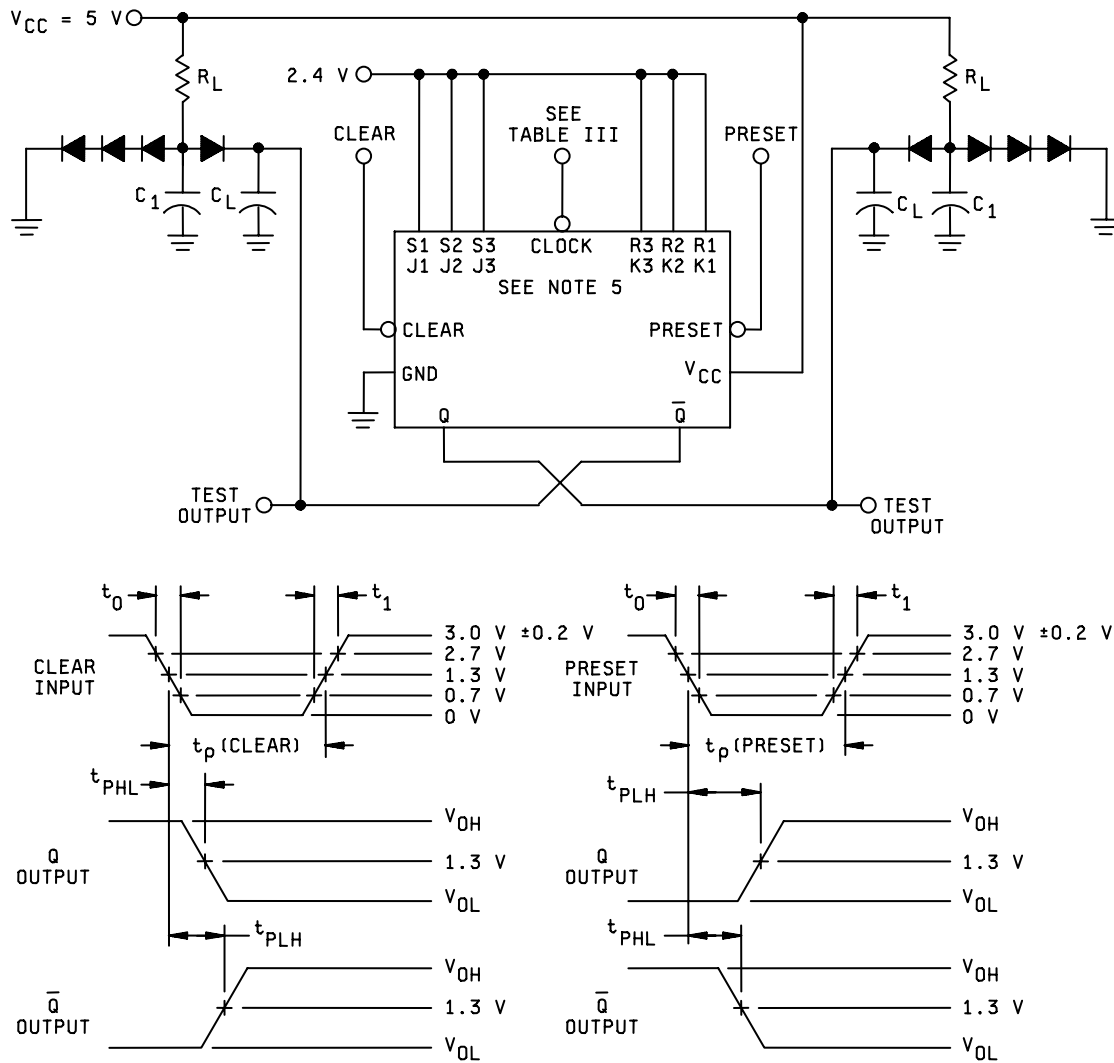 V_CC = 5 V
R_L
2.4 V
R_L
CLEAR
SEE
TABLE III
PRESET
C_1
C_L
C_L
C_1
S1 S2 S3 CLOCK R3 R2 R1
J1 J2 J3 K3 K2 K1
SEE NOTE 5
CLEAR
PRESET
GND
V_CC
Q
Q̅
TEST
OUTPUT
TEST
OUTPUT
t_0
t_1
3.0 V ±0.2 V
2.7 V
1.3 V
0.7 V
0 V
CLEAR
INPUT
t_p (CLEAR)
t_PHL
V_OH
1.3 V
V_OL
Q
OUTPUT
t_PLH
V_OH
1.3 V
V_OL
Q̅
OUTPUT
t_0
t_1
3.0 V ±0.2 V
2.7 V
1.3 V
0.7 V
0 V
PRESET
INPUT
t_p (PRESET)
t_PLH
V_OH
1.3 V
V_OL
Q
OUTPUT
t_PHL
V_OH
1.3 V
V_OL
Q̅
OUTPUT